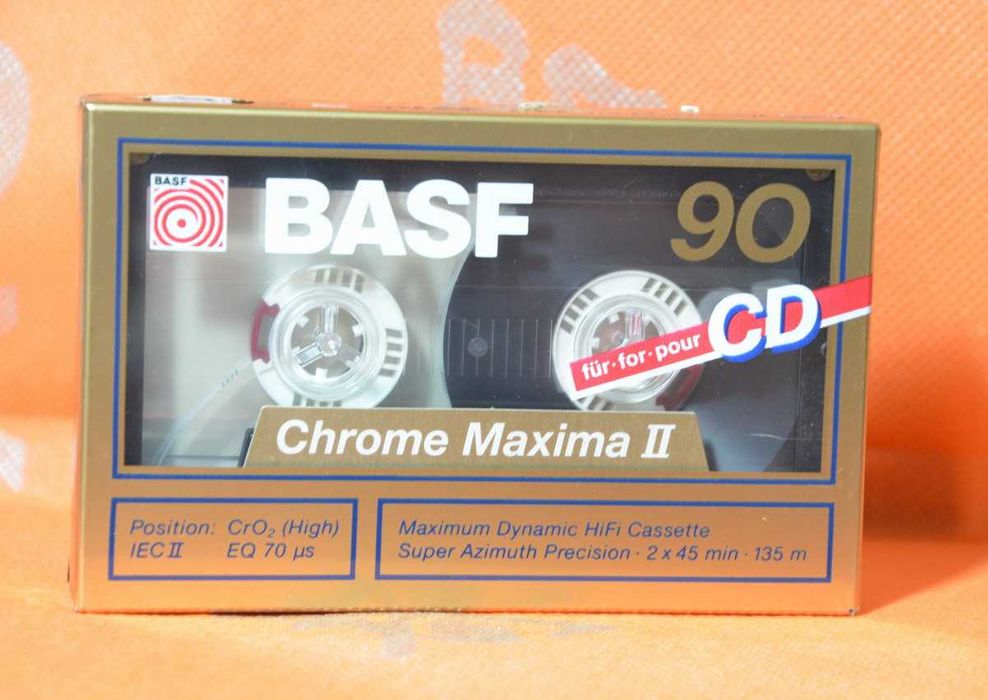 BASF
BASF
90
für·for·pour CD
Chrome Maxima II
Position: CrO₂ (High)
IEC II EQ 70 µs
Maximum Dynamic HiFi Cassette
Super Azimuth Precision · 2 x 45 min · 135 m